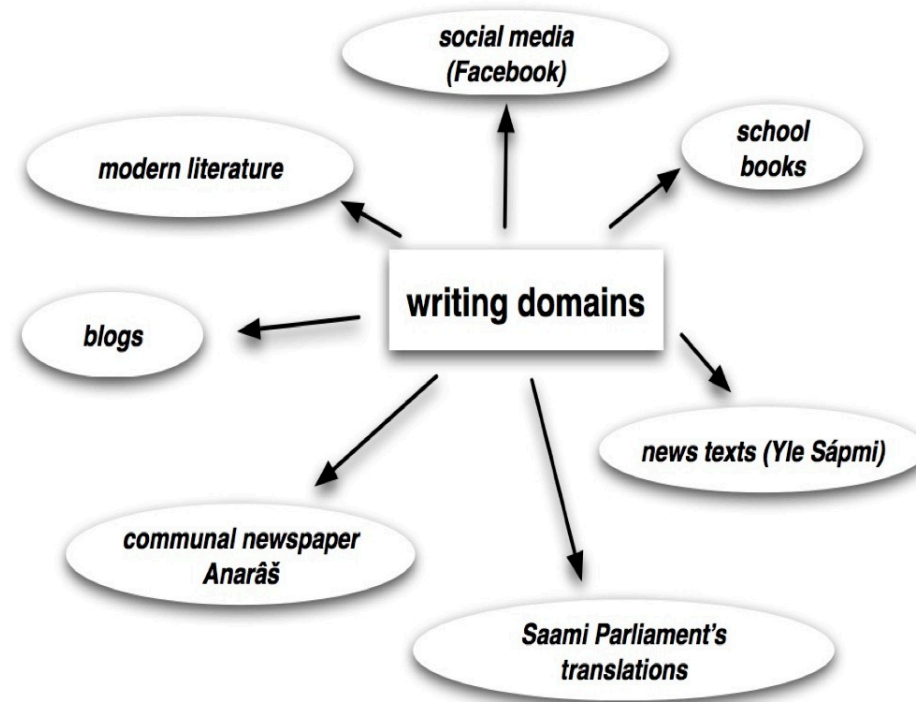 social media
(Facebook)
school
books
modern literature
writing domains
blogs
news texts (Yle Sápmi)
communal newspaper
Anarâš
Saami Parliament's
translations